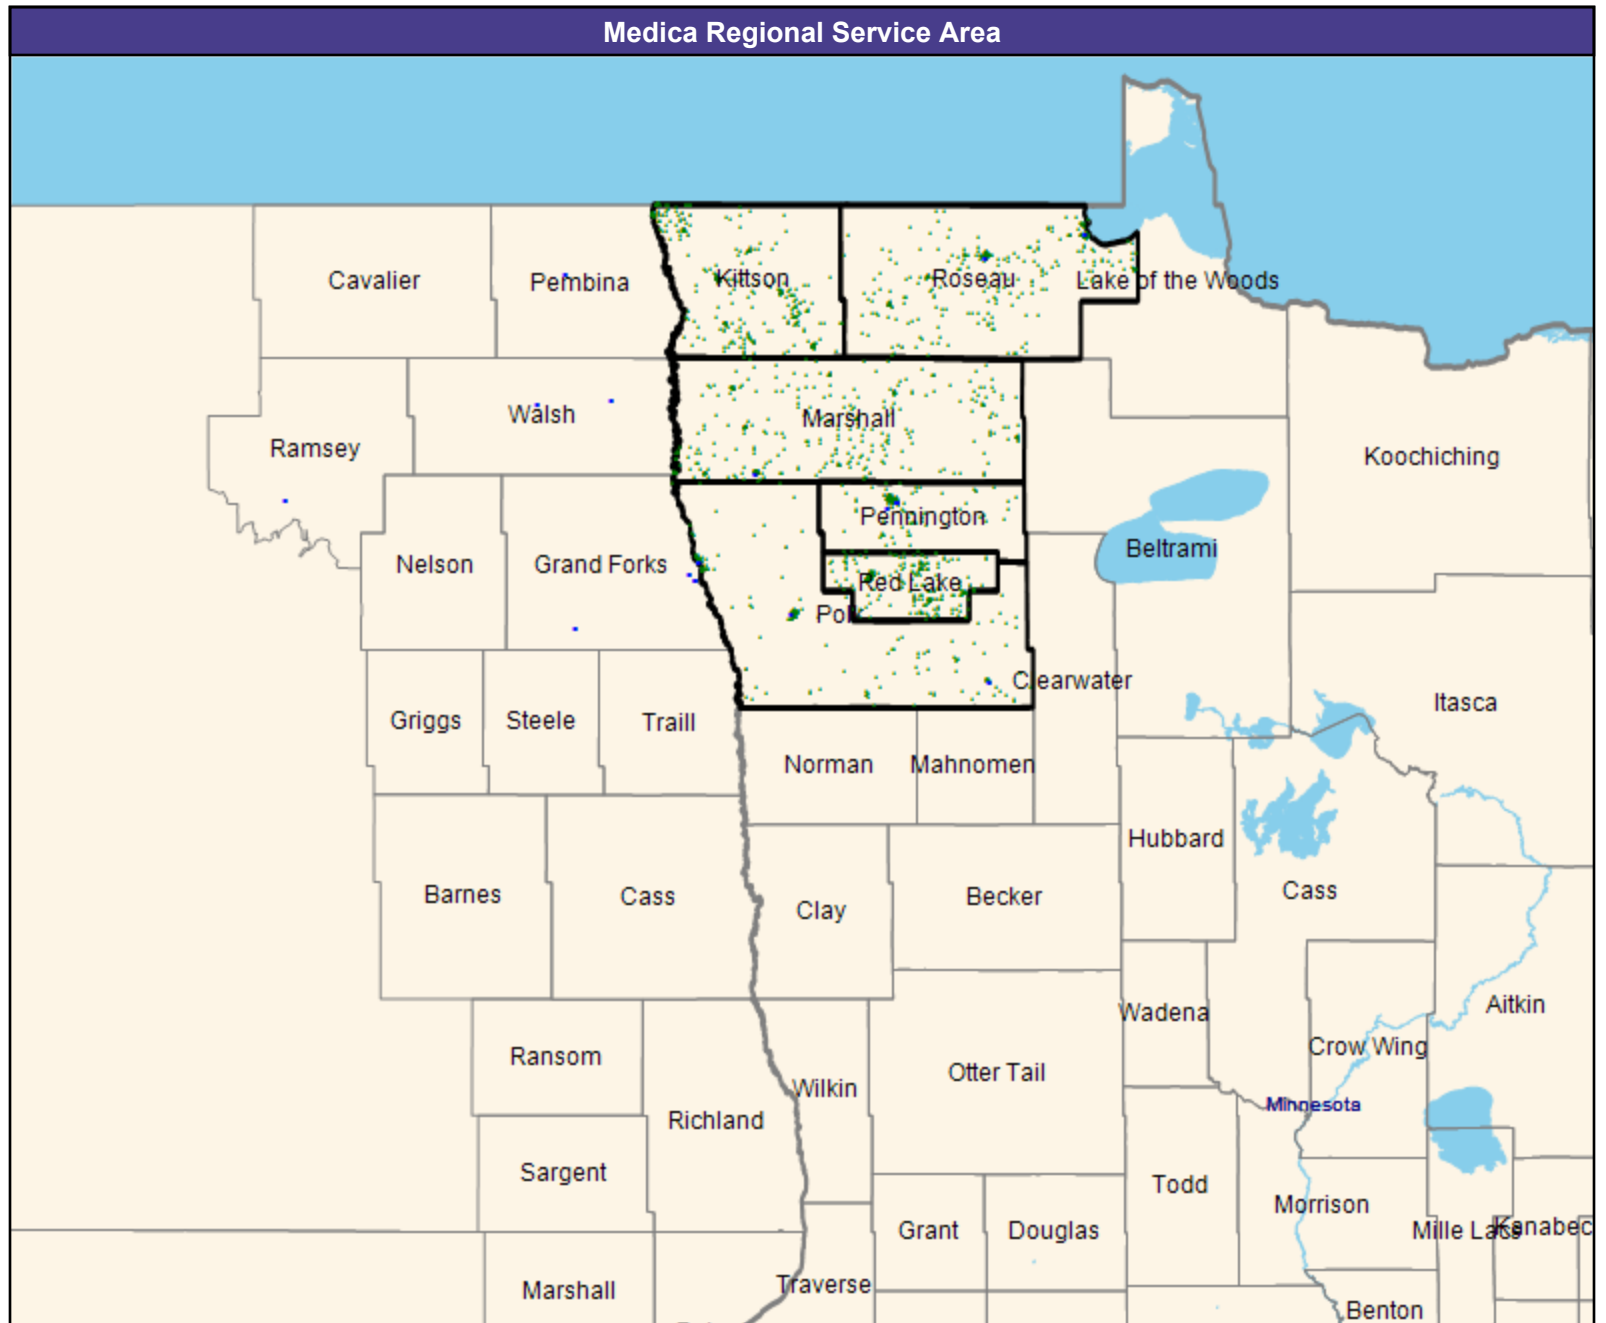 Medica Regional Service Area
Cavalier
Pembina
Kittson
Roseau
Lake of the Woods
Walsh
Marshall
Ramsey
Koochiching
Pennington
Nelson
Grand Forks
Beltrami
Red Lake
Polk
Clearwater
Itasca
Griggs
Steele
Traill
Norman
Mahnomen
Hubbard
Barnes
Cass
Clay
Becker
Cass
Wadena
Aitkin
Crow Wing
Ransom
Otter Tail
Wilkin
Minnesota
Richland
Sargent
Todd
Morrison
Grant
Douglas
Mille Lacs
Kanabec
Marshall
Traverse
Benton